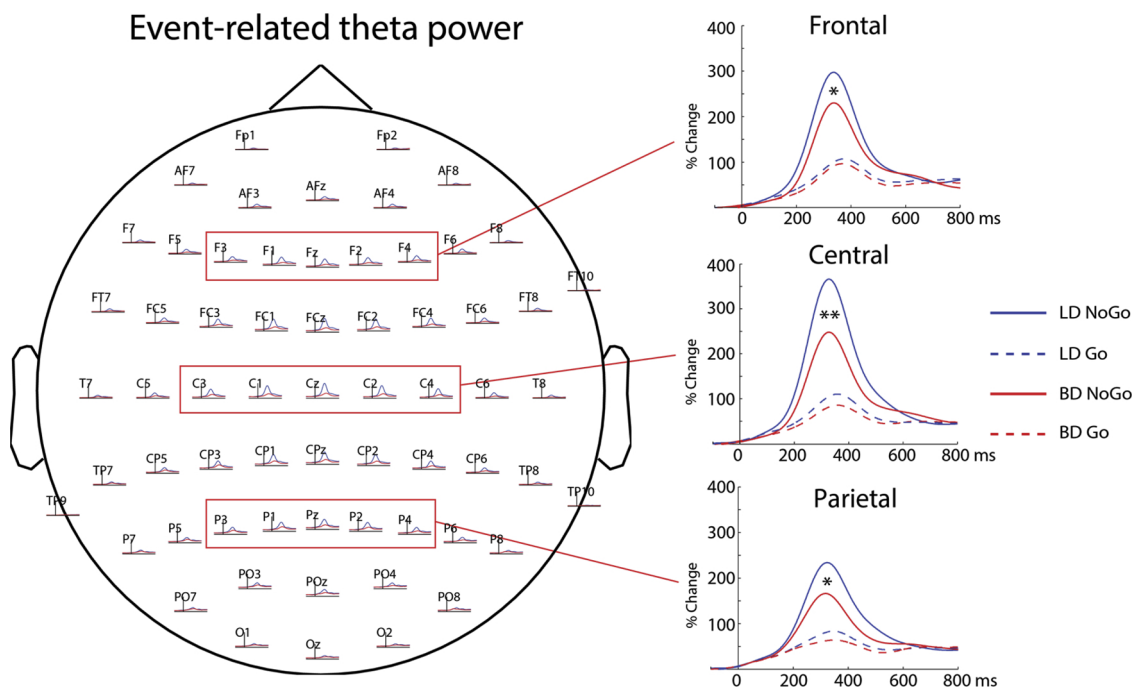 Event-related theta power
Fp1 Fp2
AF7 AF8
AF3 AFz AF4
F7 F5 F3 F1 Fz F2 F4 F6 F8
FT10
FT7 FC5 FC3 FC1 FCz FC2 FC4 FC6 FT8
T7 C5 C3 C1 Cz C2 C4 C6 T8
TP7 CP5 CP3 CP1 CPz CP2 CP4 CP6 TP8
TP9 TP10
P7 P5 P3 P1 Pz P2 P4 P6 P8
PO3 POz PO4
PO7 PO8
O1 Oz O2
Frontal
% Change
400
300
200
100
*
0 200 400 600 800 ms
Central
% Change
400
300
200
100
**
0 200 400 600 800 ms
Parietal
% Change
400
300
200
100
*
0 200 400 600 800 ms
LD NoGo
LD Go
BD NoGo
BD Go